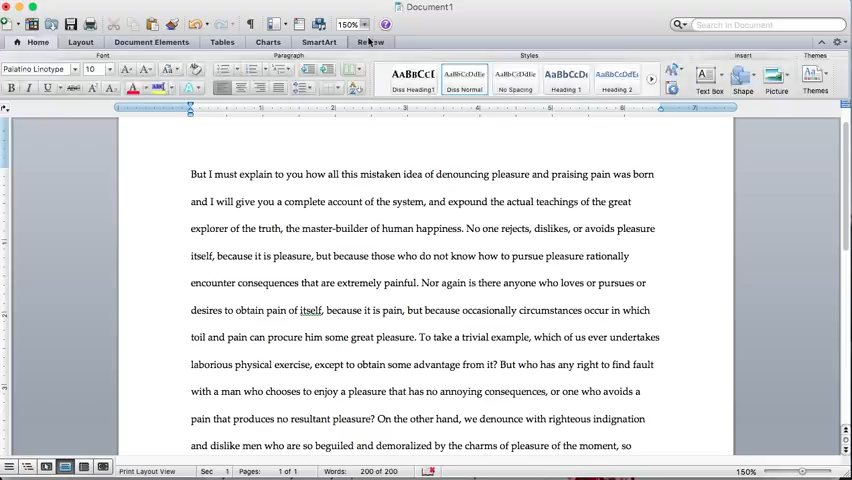 Document1
150%
Search in Document
Home Layout Document Elements Tables Charts SmartArt Review
Font Paragraph Styles Insert Themes
Palatino Linotype 10
AABBCCI AaBbCcDdEe AaBbCcDdEe AaBbCcDc AaBbCcDdEe
Diss Heading1 Diss Normal No Spacing Heading 1 Heading 2
Text Box Shape Picture Themes
But I must explain to you how all this mistaken idea of denouncing pleasure and praising pain was born
and I will give you a complete account of the system, and expound the actual teachings of the great
explorer of the truth, the master-builder of human happiness. No one rejects, dislikes, or avoids pleasure
itself, because it is pleasure, but because those who do not know how to pursue pleasure rationally
encounter consequences that are extremely painful. Nor again is there anyone who loves or pursues or
desires to obtain pain of itself, because it is pain, but because occasionally circumstances occur in which
toil and pain can procure him some great pleasure. To take a trivial example, which of us ever undertakes
laborious physical exercise, except to obtain some advantage from it? But who has any right to find fault
with a man who chooses to enjoy a pleasure that has no annoying consequences, or one who avoids a
pain that produces no resultant pleasure? On the other hand, we denounce with righteous indignation
and dislike men who are so beguiled and demoralized by the charms of pleasure of the moment, so
Print Layout View Sec 1 Pages: 1 of 1 Words: 200 of 200 150%